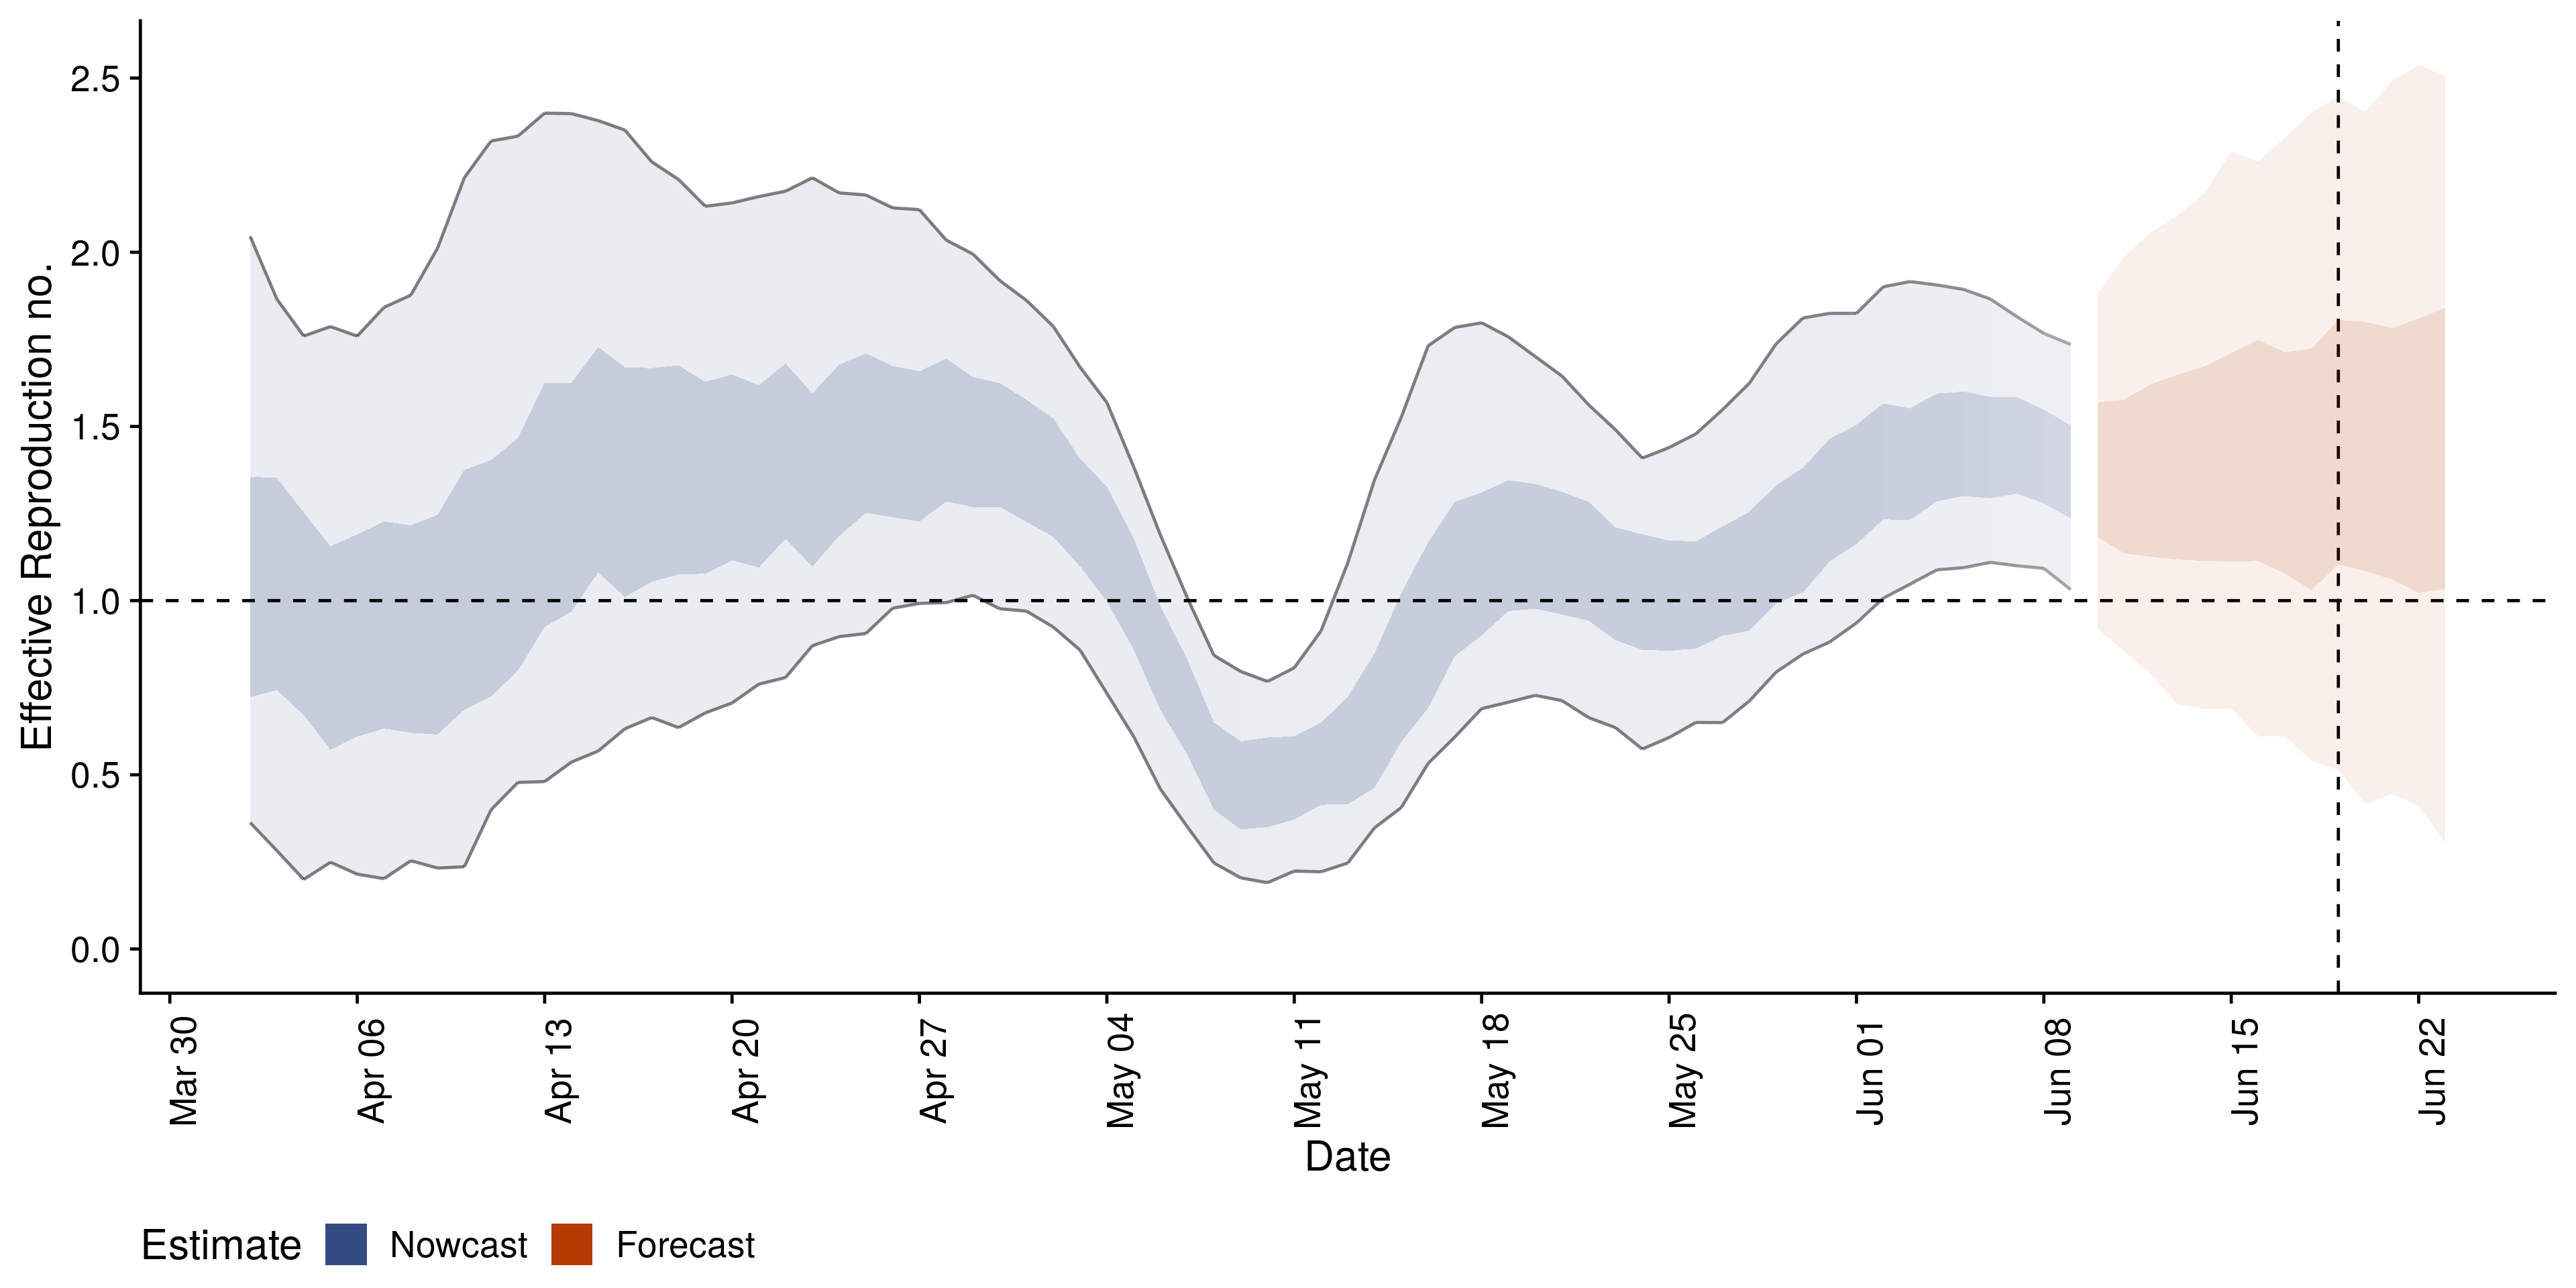 Effective Reproduction no.
2.5
2.0
1.5
1.0
0.5
0.0
Mar 30
Apr 06
Apr 13
Apr 20
Apr 27
May 04
May 11
May 18
May 25
Jun 01
Jun 08
Jun 15
Jun 22
Date
Estimate Nowcast Forecast